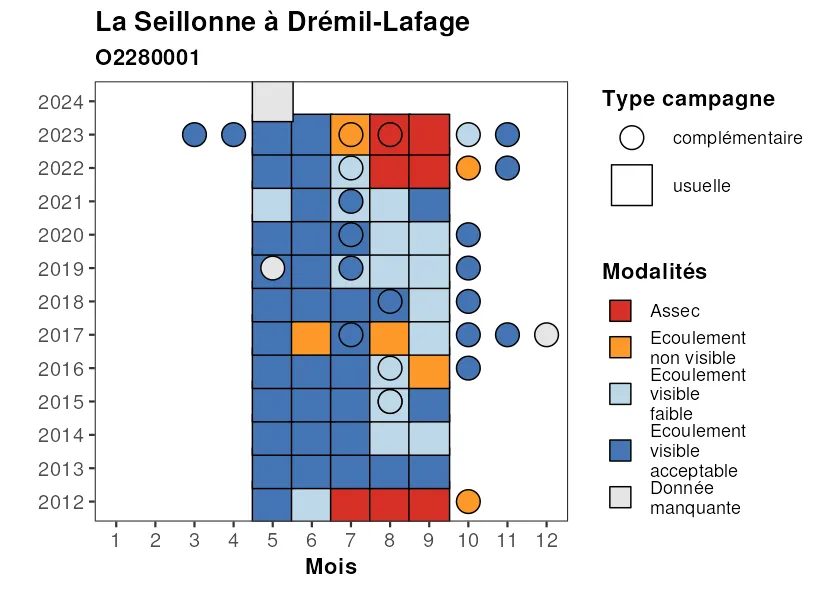 La Seillonne à Drémil-Lafage
O2280001
2024
2023
2022
2021
2020
2019
2018
2017
2016
2015
2014
2013
2012
1 2 3 4 5 6 7 8 9 10 11 12
Mois
Type campagne
complémentaire
usuelle
Modalités
Assec
Ecoulement
non visible
Ecoulement
visible
faible
Ecoulement
visible
acceptable
Donnée
manquante